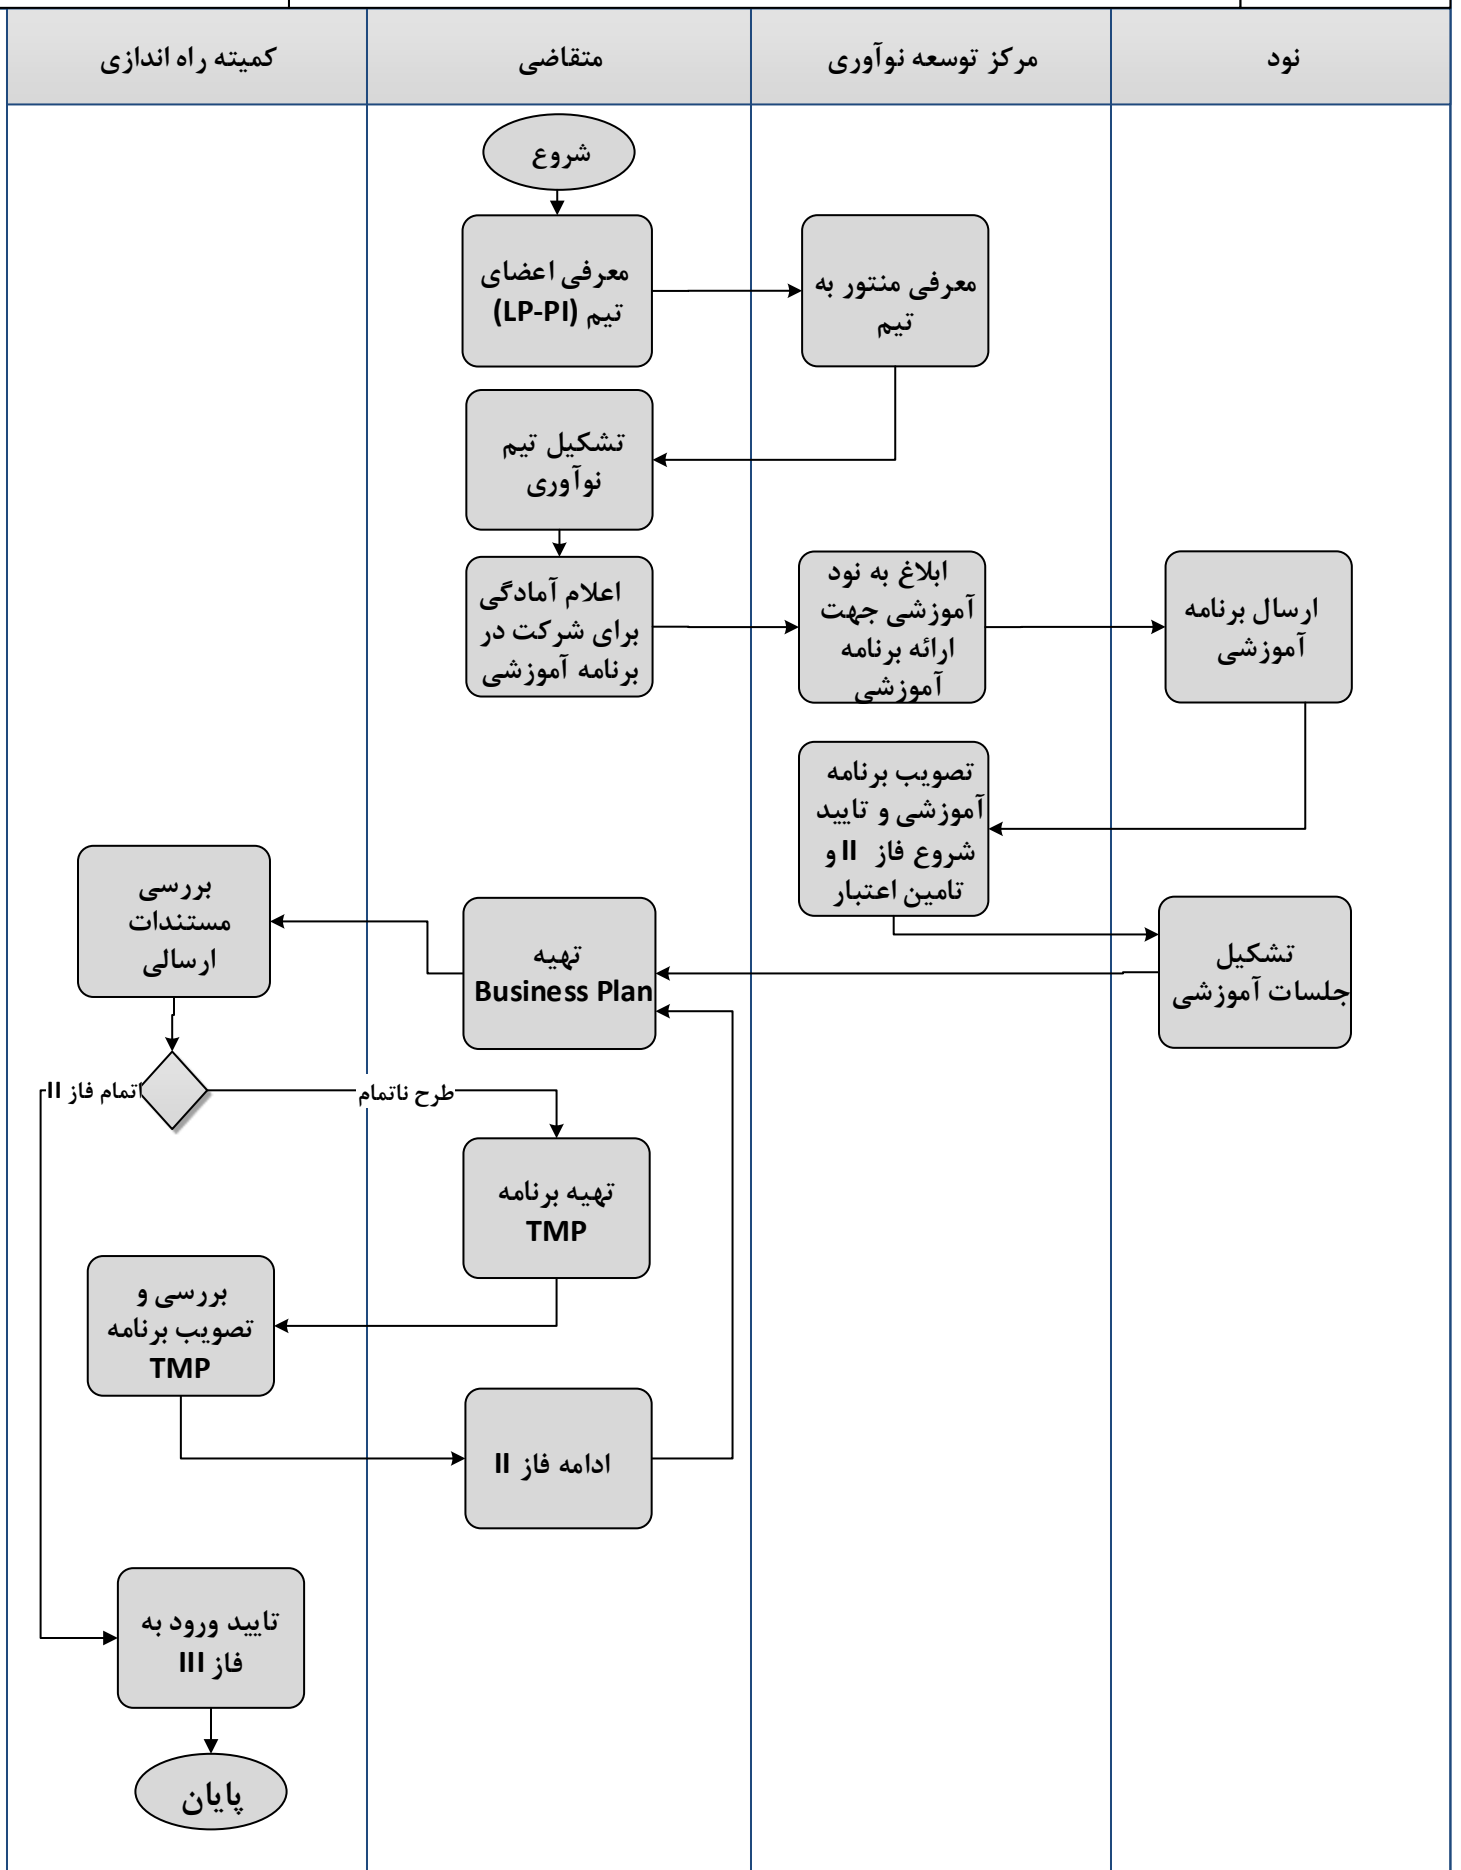 نود
مرکز توسعه نوآوری
متقاضی
کمیته راه اندازی
شروع
معرفی اعضای
تیم (LP-PI)
معرفی منتور به
تیم
تشکیل تیم
نوآوری
اعلام آمادگی
برای شرکت در
برنامه آموزشی
ابلاغ به نود
آموزشی جهت
ارائه برنامه
آموزشی
ارسال برنامه
آموزشی
تصویب برنامه
آموزشی و تایید
شروع فاز II و
تامین اعتبار
تشکیل
جلسات آموزشی
تهیه
Business Plan
بررسی
مستندات
ارسالی
طرح ناتمام
اتمام فاز II
تهیه برنامه
TMP
بررسی و
تصویب برنامه
TMP
ادامه فاز II
تایید ورود به
فاز III
پایان